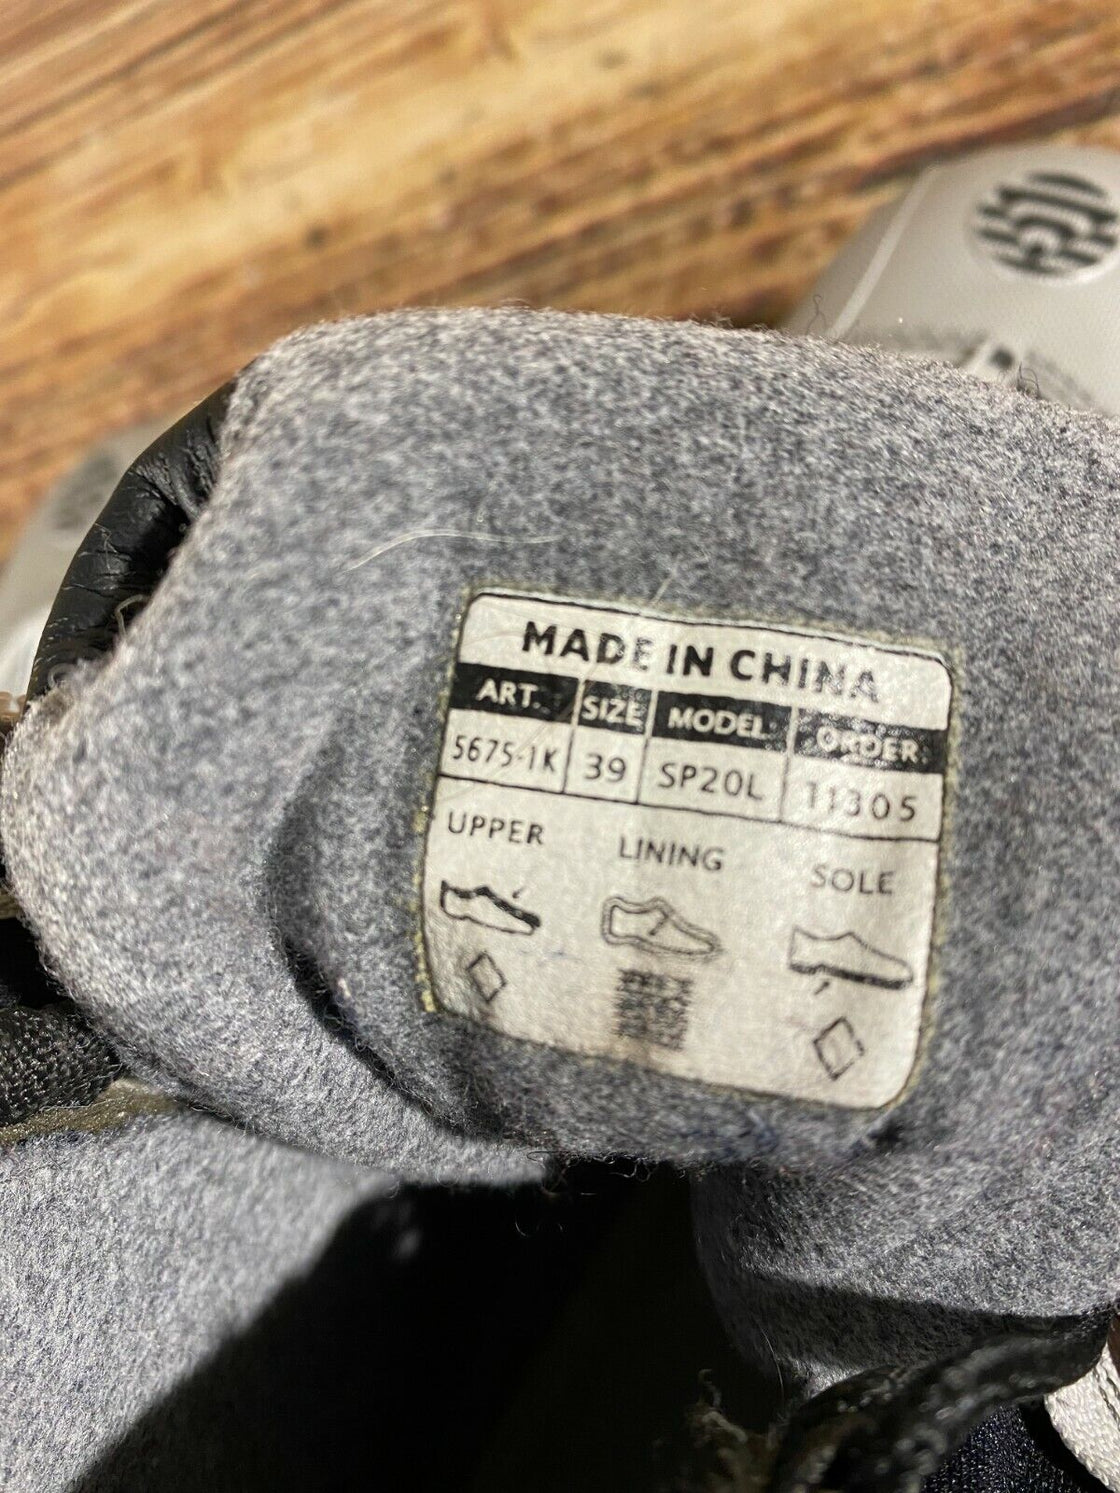 MADE IN CHINA
ART. SIZE MODEL ORDER
5675-1K 39 SP20L 11305
UPPER LINING SOLE